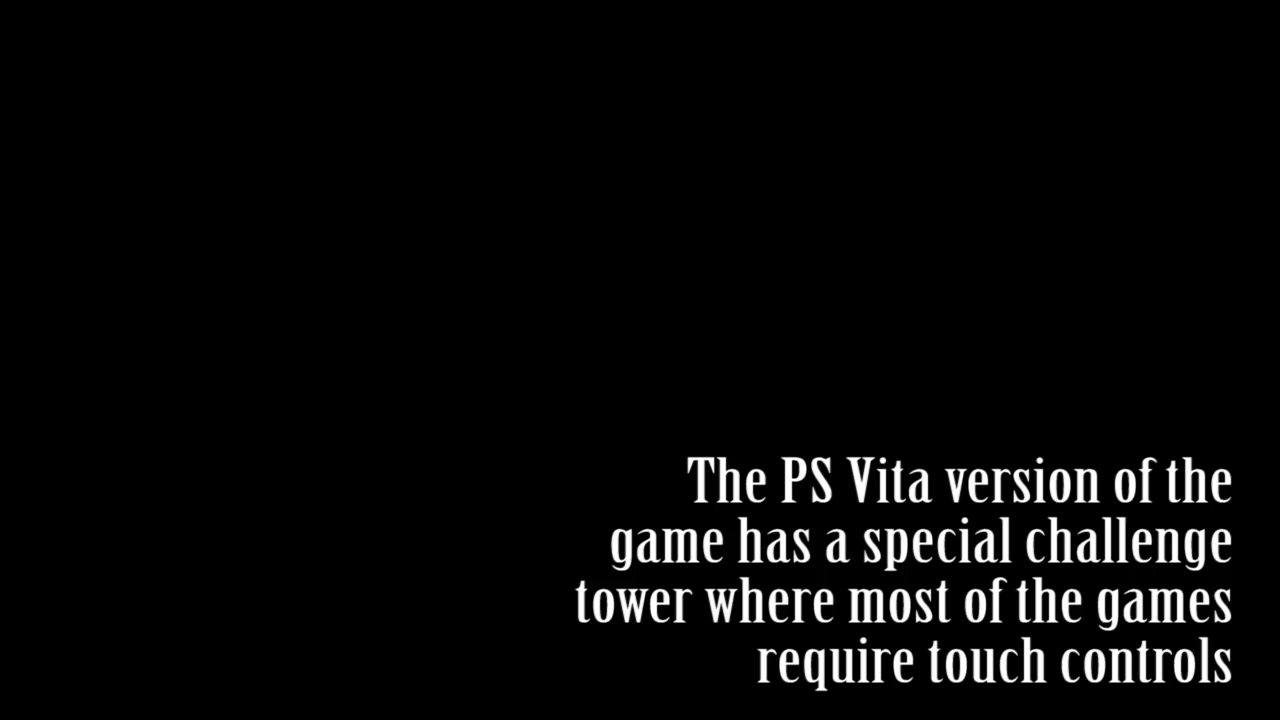 The PS Vita version of the
game has a special challenge
tower where most of the games
require touch controls